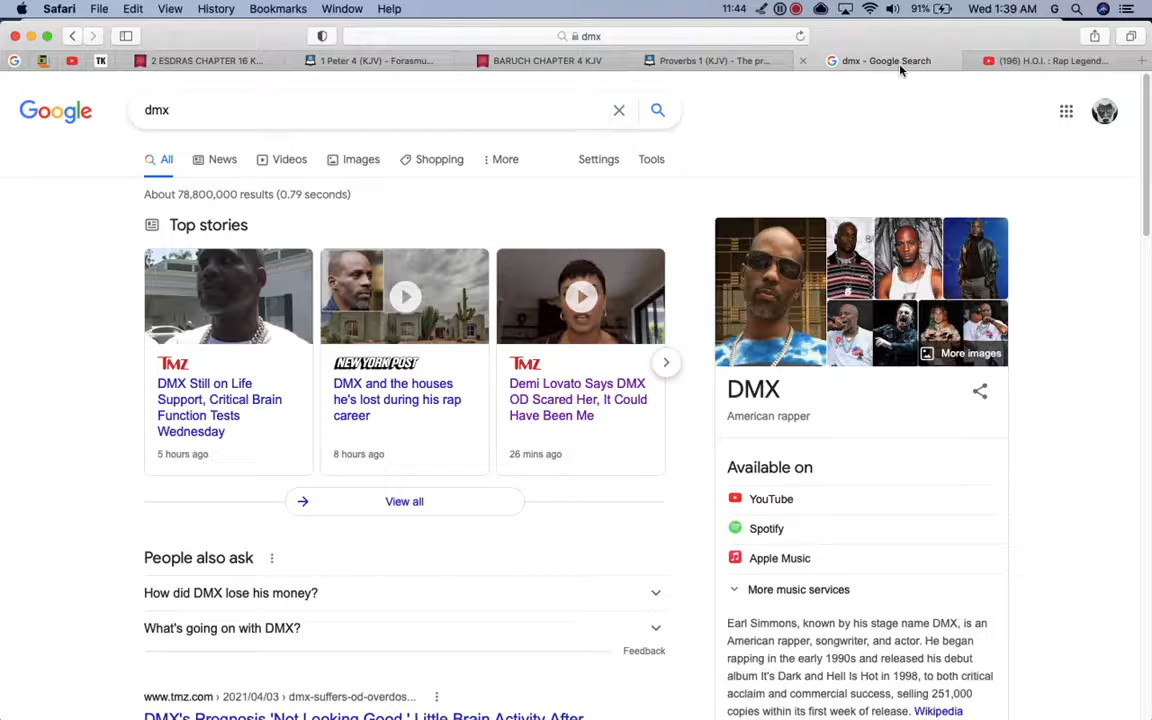 Safari File Edit View History Bookmarks Window Help 11:44 91% Wed 1:39 AM G
dmx
TK 2 ESDRAS CHAPTER 16 K... 1 Peter 4 (KJV) - Forasmu... BARUCH CHAPTER 4 KJV Proverbs 1 (KJV) - The pr... dmx - Google Search (196) H.O.I. : Rap Legend...
Google dmx
All News Videos Images Shopping More Settings Tools
About 78,800,000 results (0.79 seconds)
Top stories
TMZ
DMX Still on Life
Support, Critical Brain
Function Tests
Wednesday
5 hours ago
NEW YORK POST
DMX and the houses
he's lost during his rap
career
8 hours ago
TMZ
Demi Lovato Says DMX
OD Scared Her, It Could
Have Been Me
26 mins ago
View all
People also ask
How did DMX lose his money?
What's going on with DMX?
Feedback
www.tmz.com › 2021/04/03 › dmx-suffers-od-overdos...
DMX's Prognosis 'Not Looking Good,' Little Brain Activity After
More images
DMX
American rapper
Available on
YouTube
Spotify
Apple Music
More music services
Earl Simmons, known by his stage name DMX, is an
American rapper, songwriter, and actor. He began
rapping in the early 1990s and released his debut
album It's Dark and Hell Is Hot in 1998, to both critical
acclaim and commercial success, selling 251,000
copies within its first week of release. Wikipedia